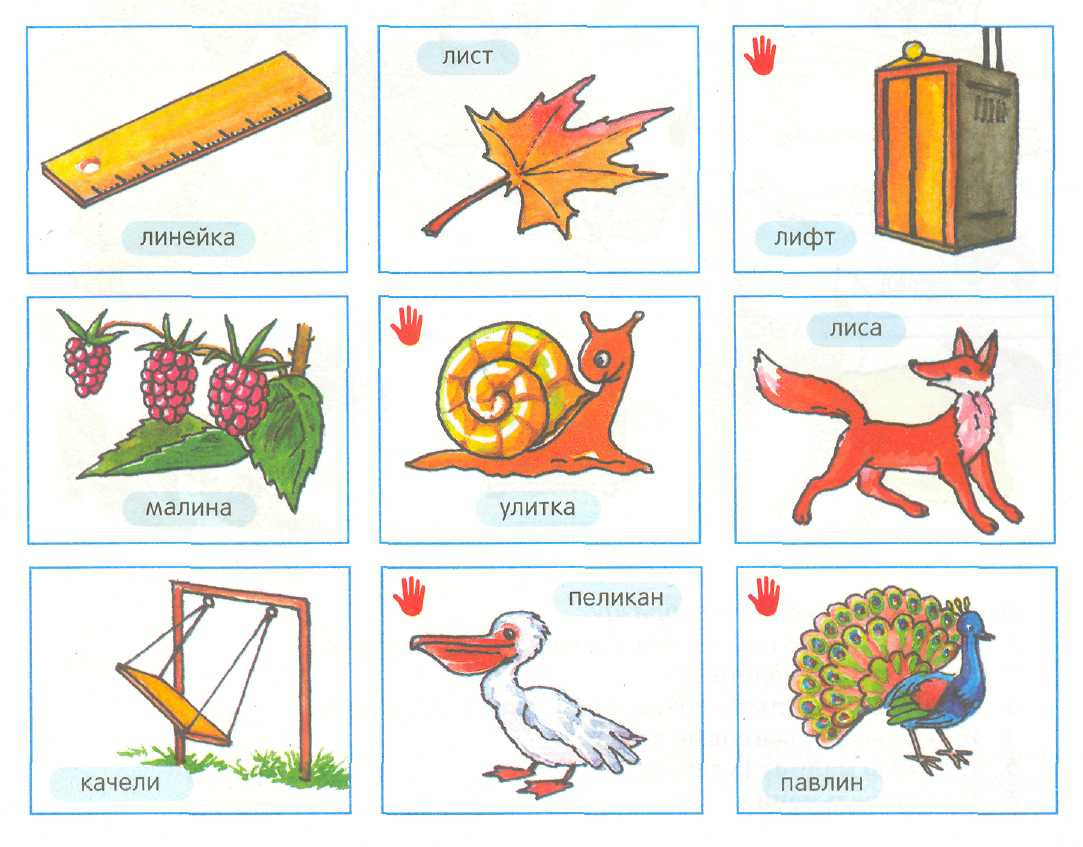 линейка
лист
лифт
малина
улитка
лиса
качели
пеликан
павлин